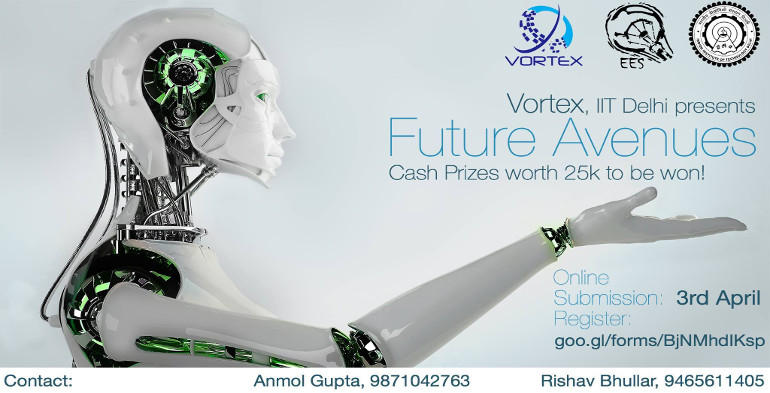 VORTEX
EES
Vortex, IIT Delhi presents
Future Avenues
Cash Prizes worth 25k to be won!
Online
Submission: 3rd April
Register:
goo.gl/forms/BjNMhdIKsp
Contact: Anmol Gupta, 9871042763 Rishav Bhullar, 9465611405